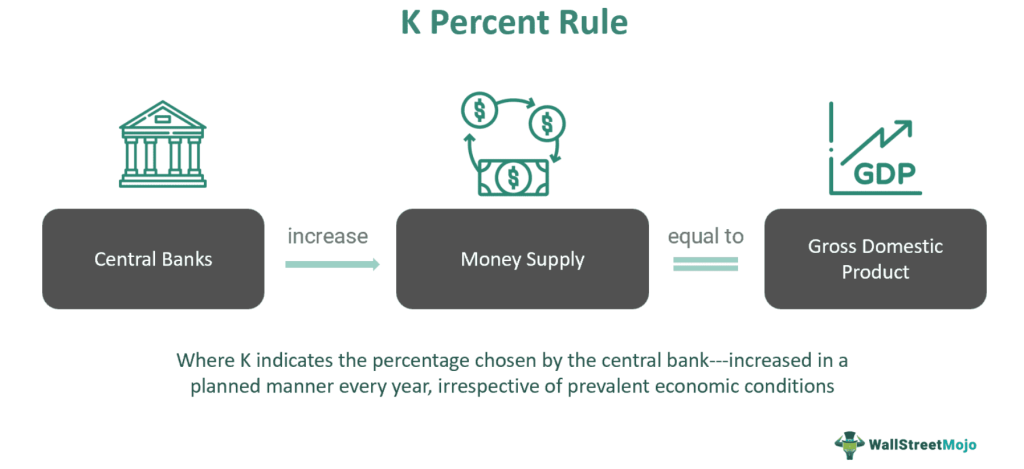 K Percent Rule
$
$
$
GDP
Central Banks
increase
Money Supply
equal to
Gross Domestic
Product
Where K indicates the percentage chosen by the central bank---increased in a
planned manner every year, irrespective of prevalent economic conditions
WallStreetMojo